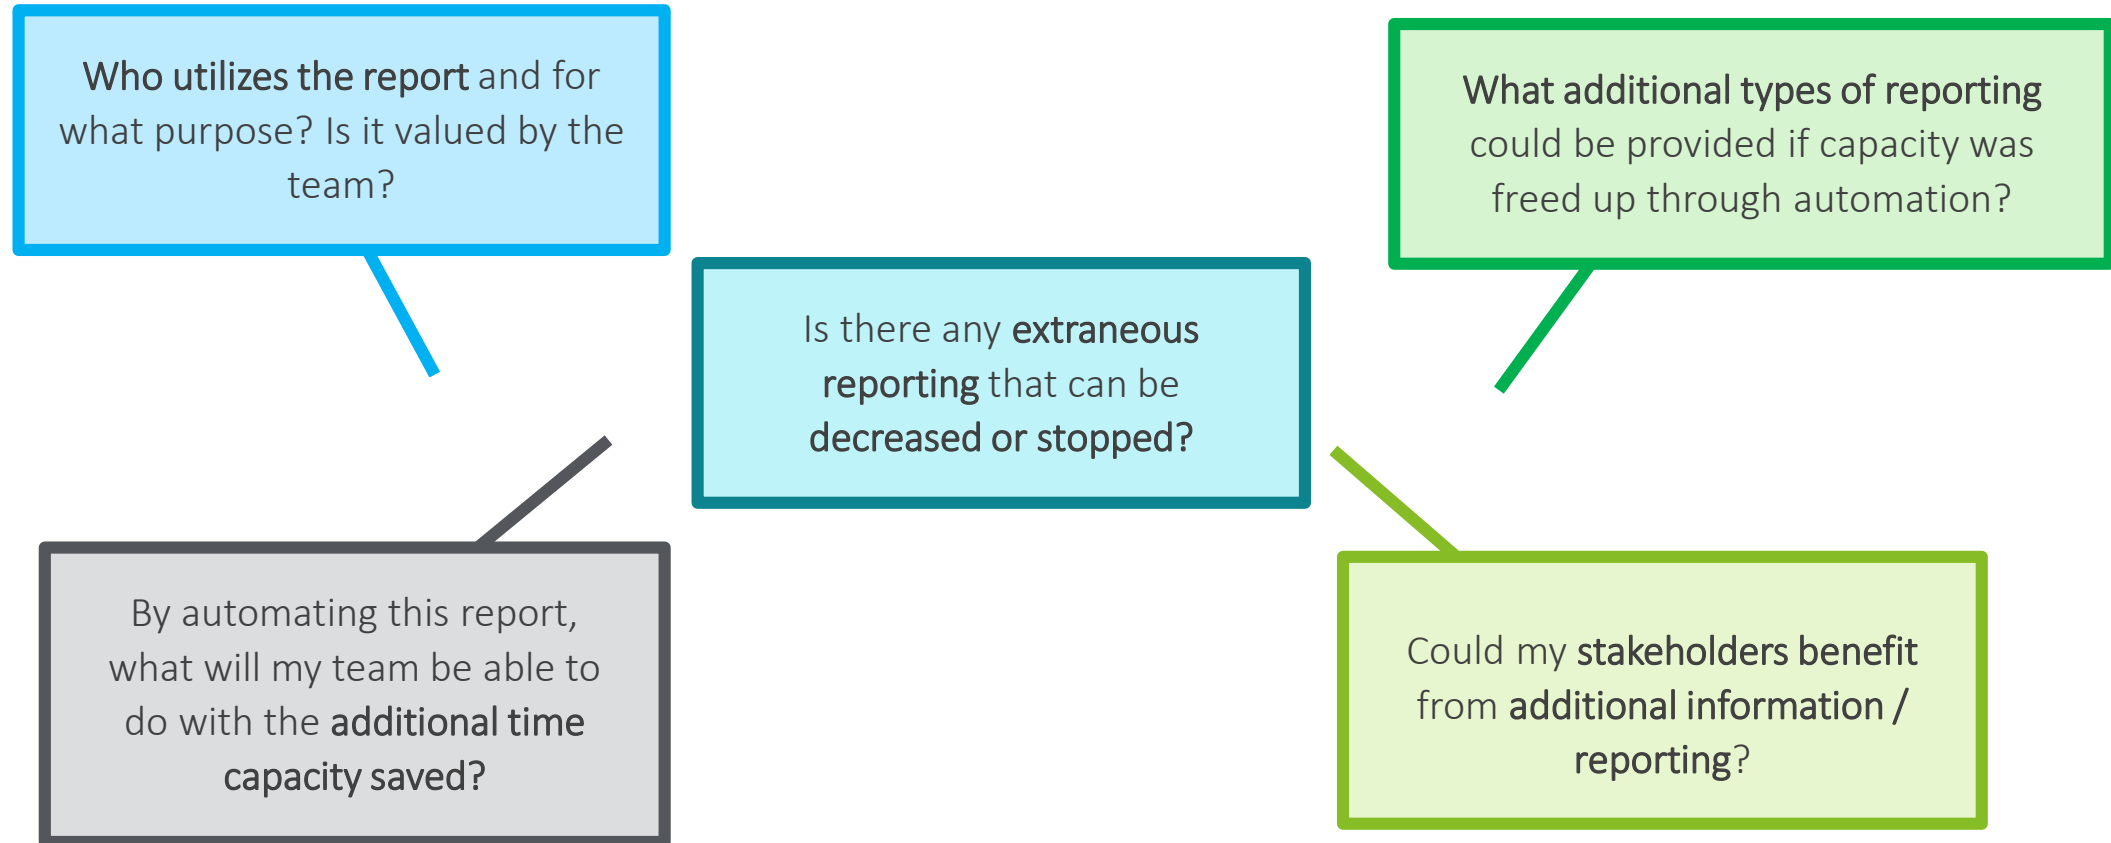 Who utilizes the report and for
what purpose? Is it valued by the
team?
What additional types of reporting
could be provided if capacity was
freed up through automation?
Is there any extraneous
reporting that can be
decreased or stopped?
By automating this report,
what will my team be able to
do with the additional time
capacity saved?
Could my stakeholders benefit
from additional information /
reporting?